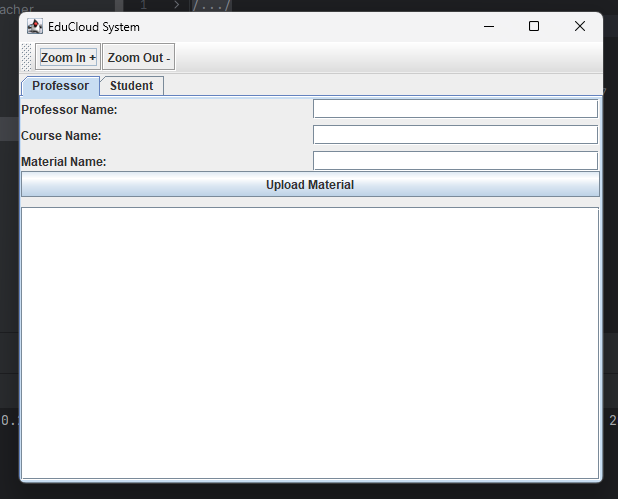 acher
1 > /.../
EduCloud System
Zoom In + Zoom Out -
Professor Student
Professor Name:
Course Name:
Material Name:
Upload Material
2